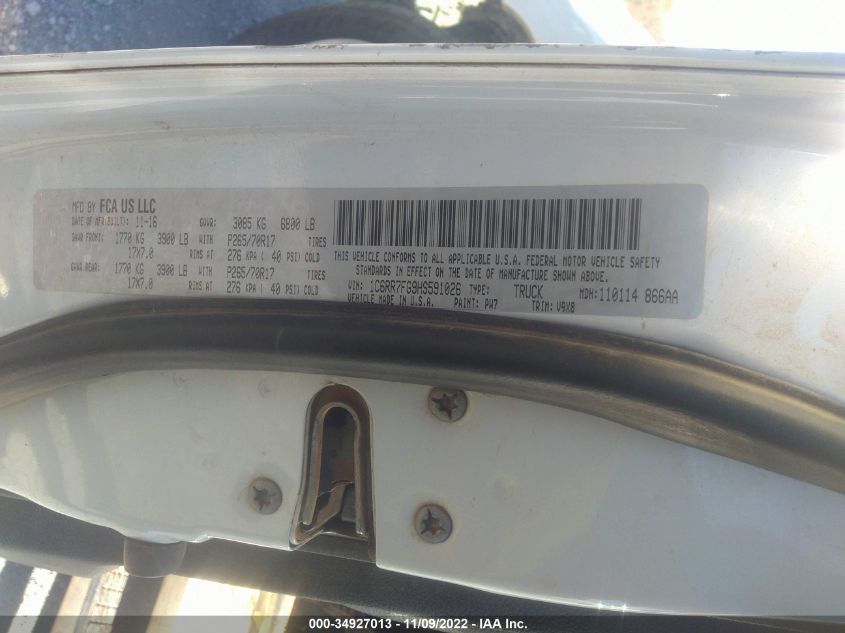 MFD BY FCA US LLC
DATE OF MFR(BUILT): 11-16 GVWR: 3085 KG 6800 LB
GAWR FRONT: 1770 KG 3900 LB WITH P265/70R17 TIRES
17X7.0 RIMS AT 276 KPA ( 40 PSI) COLD
GAWR REAR: 1770 KG 3900 LB WITH P265/70R17 TIRES
17X7.0 RIMS AT 276 KPA ( 40 PSI) COLD
THIS VEHICLE CONFORMS TO ALL APPLICABLE U.S.A. FEDERAL MOTOR VEHICLE SAFETY
STANDARDS IN EFFECT ON THE DATE OF MANUFACTURE SHOWN ABOVE.
VIN: 1C6RR7FG9HS591026 TYPE: TRUCK MDH:110114 866AA
VEHICLE MADE IN U.S.A. PAINT: PW7 TRIM: V9X8
000-34927013 - 11/09/2022 - IAA Inc.